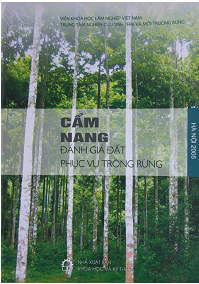 VIỆN KHOA HỌC LÂM NGHIỆP VIỆT NAM
TRUNG TÂM NGHIÊN CỨU SINH THÁI VÀ MÔI TRƯỜNG RỪNG
CẨM
NANG
ĐÁNH GIÁ ĐẤT
PHỤC VỤ TRỒNG RỪNG
HÀ NỘI 2005
NHÀ XUẤT BẢN
KHOA HỌC VÀ KỸ THUẬT